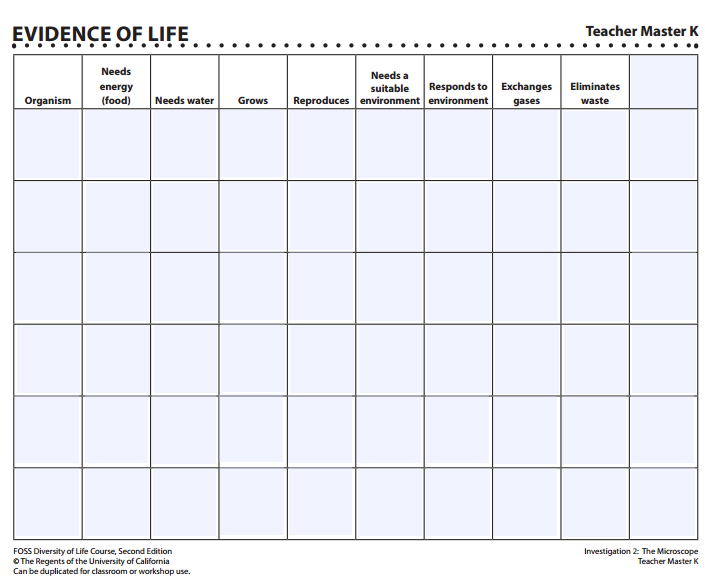 EVIDENCE OF LIFE
Teacher Master K
Organism
Needs
energy
(food)
Needs water
Grows
Reproduces
Needs a
suitable
environment
Responds to
environment
Exchanges
gases
Eliminates
waste
FOSS Diversity of Life Course, Second Edition
© The Regents of the University of California
Can be duplicated for classroom or workshop use.
Investigation 2: The Microscope
Teacher Master K